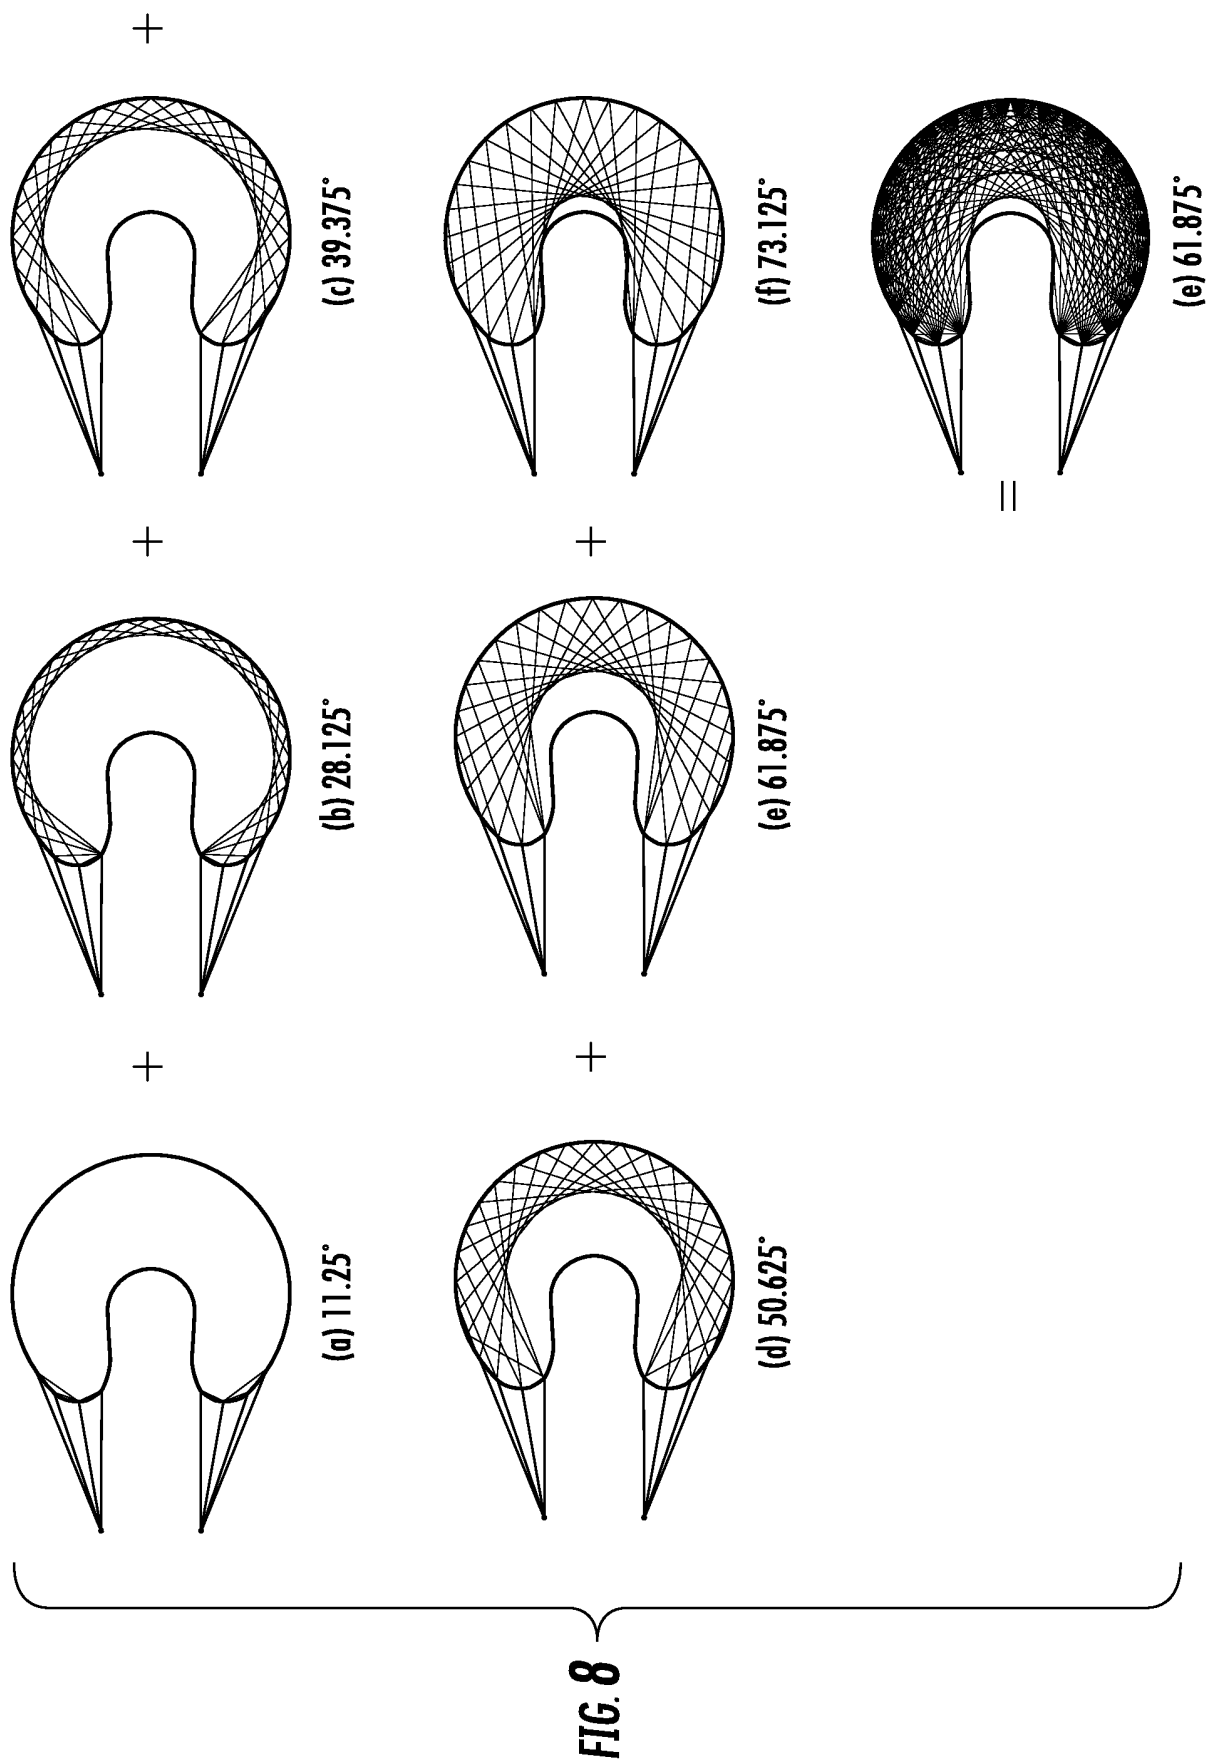 +
+
+
(a) 11.25°
(b) 28.125°
(c) 39.375°
+
+
(d) 50.625°
(e) 61.875°
(f) 73.125°
=
(e) 61.875°
FIG. 8